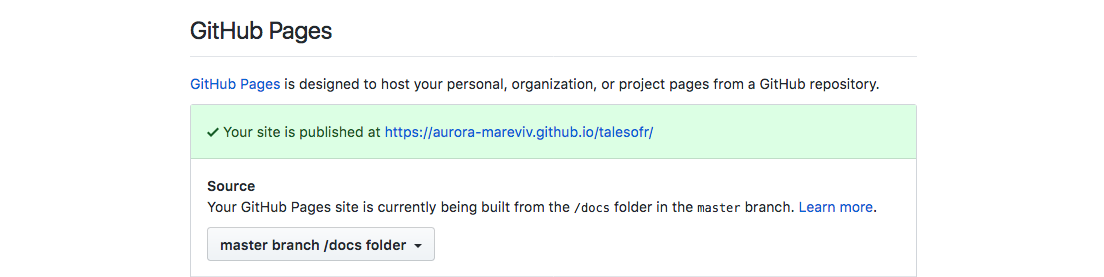 GitHub Pages
GitHub Pages is designed to host your personal, organization, or project pages from a GitHub repository.
Your site is published at https://aurora-mareviv.github.io/talesofr/
Source
Your GitHub Pages site is currently being built from the /docs folder in the master branch. Learn more.
master branch /docs folder